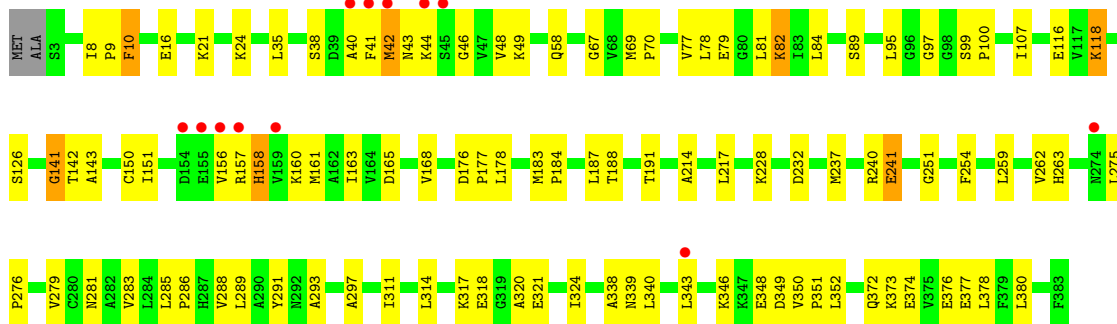 MET ALA S3 I8 P9 F10 E16 K21 K24 L35 S38 D39 A40 F41 M42 N43 K44 S45 G46 V47 V48 K49 Q58 G67 V68 M69 P70 V77 L78 E79 G80 L81 K82 I83 L84 S89 L95 G96 G97 G98 S99 P100 I107 E116 V117 K118
S126 G141 T142 A143 C150 I151 D154 E155 V156 R157 H158 V159 K160 M161 A162 I163 V164 D165 V168 D176 P177 L178 M183 P184 L187 T188 T191 A214 L217 K228 D232 M237 R240 E241 G251 F254 L259 V262 H263 N274 L275
P276 V279 C280 N281 A282 V283 L284 L285 P286 H287 V288 L289 A290 Y291 N292 A293 A297 I311 L314 K317 E318 G319 A320 E321 I324 A338 N339 L340 L343 K346 K347 E348 D349 V350 P351 L352 Q372 K373 E374 V375 E376 E377 L378 F379 L380 F383